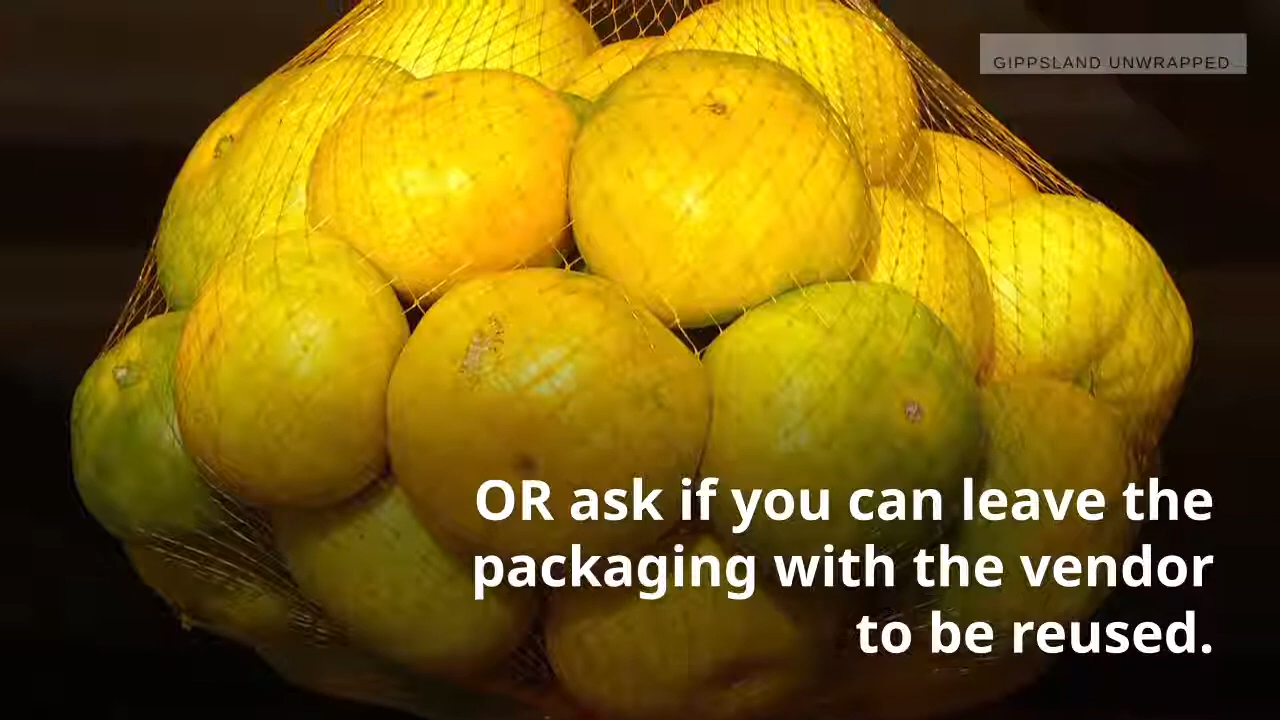 GIPPSLAND UNWRAPPED
OR ask if you can leave the
packaging with the vendor
to be reused.